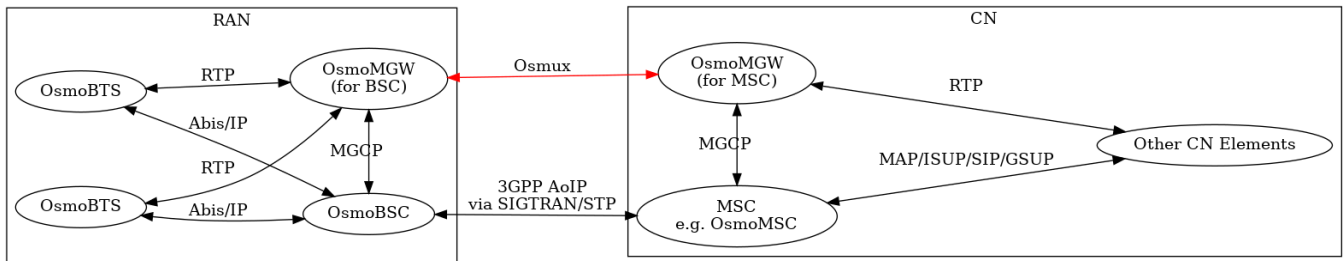 RAN
CN
OsmoBTS
RTP
OsmoMGW
(for BSC)
Osmux
OsmoMGW
(for MSC)
RTP
Abis/IP
MGCP
MGCP
Other CN Elements
RTP
MAP/ISUP/SIP/GSUP
OsmoBTS
Abis/IP
OsmoBSC
3GPP AoIP
via SIGTRAN/STP
MSC
e.g. OsmoMSC